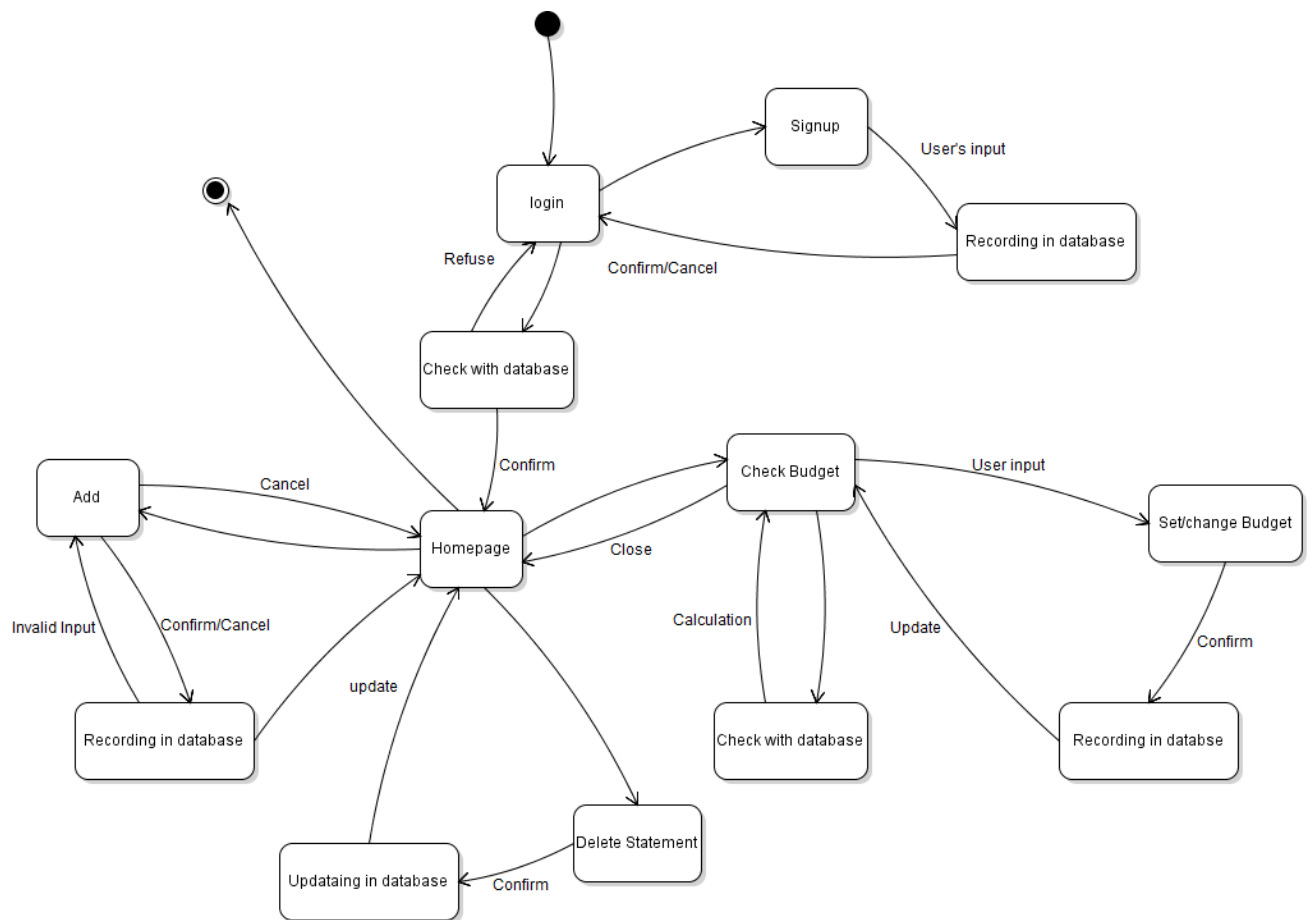 Signup
User's input
login
Recording in database
Refuse
Confirm/Cancel
Check with database
Confirm
Check Budget
User input
Add
Cancel
Set/change Budget
Homepage
Close
Invalid Input
Confirm/Cancel
Calculation
Update
Confirm
update
Recording in database
Check with database
Recording in databse
Delete Statement
Updataing in database
Confirm